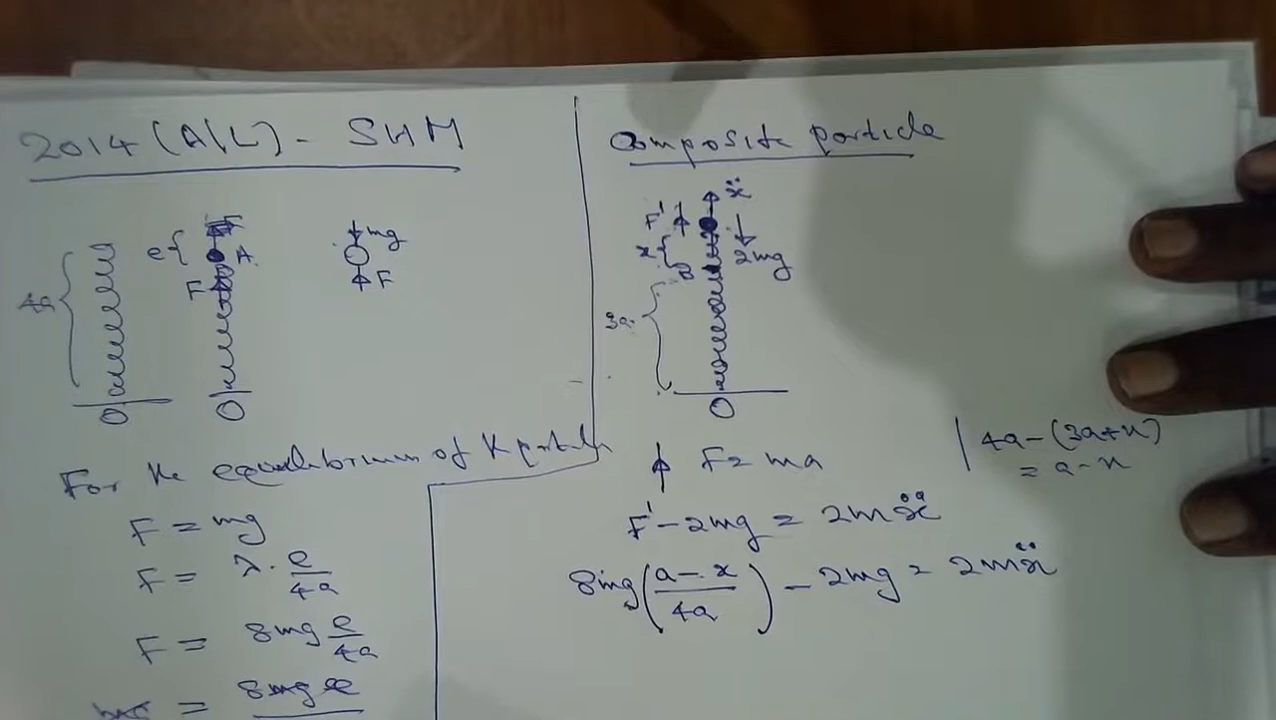 2014 (A/L) - SHM
4a
e{
A
F
O
O
mg
F
For the equilibrium of the particle
F = mg
F = λ. e/4a
F = 8mg e/4a
= 8mg e
Composite particle
F'
ẍ
x
2mg
3a
O
F = ma
4a-(3a+x)
= a-x
F' - 2mg = 2mẍ
8mg((a-x)/4a) - 2mg = 2mẍ